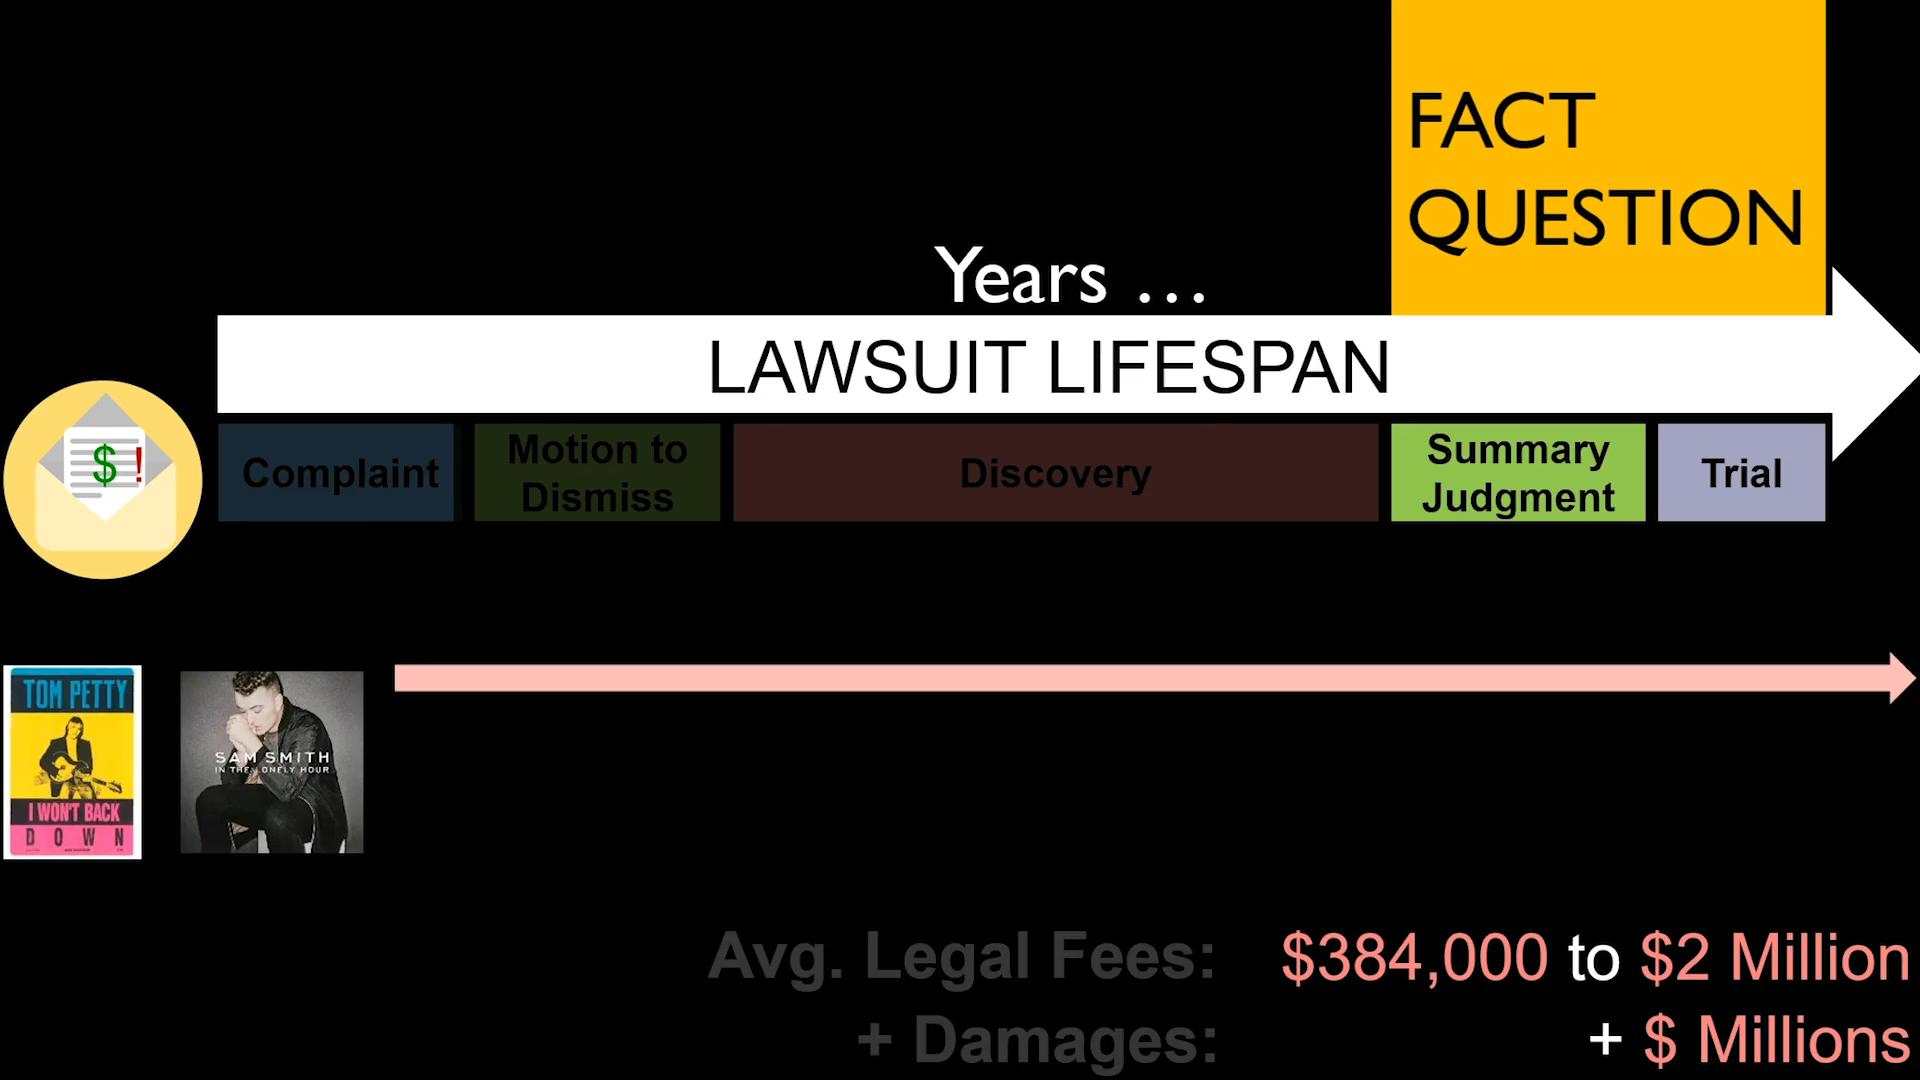 FACT
QUESTION
Years ...
LAWSUIT LIFESPAN
$!
Complaint
Motion to
Dismiss
Discovery
Summary
Judgment
Trial
TOM PETTY
I WON'T BACK
DOWN
SAM SMITH
IN THE LONELY HOUR
Avg. Legal Fees: $384,000 to $2 Million
+ Damages: + $ Millions